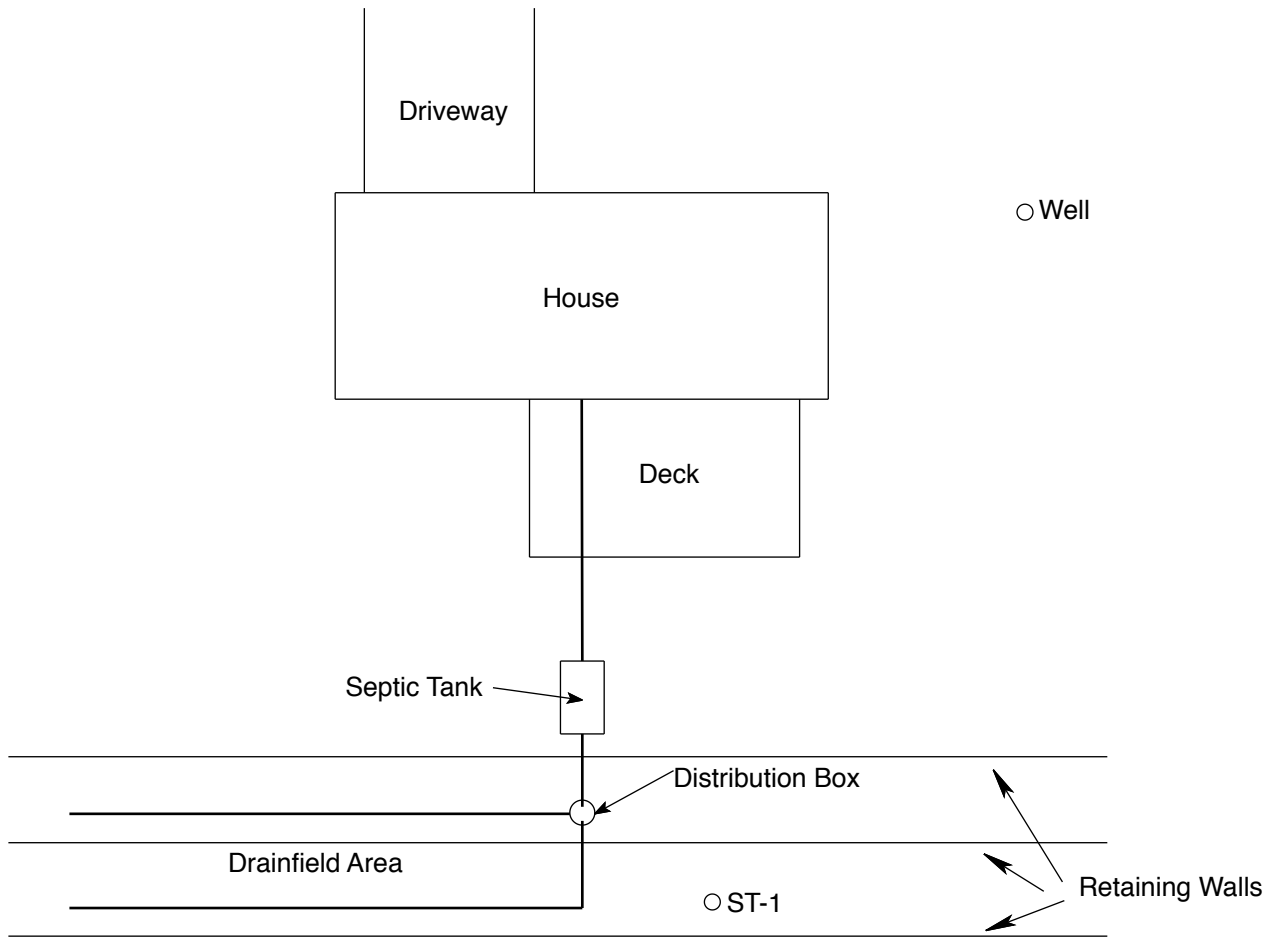 Driveway
Well
House
Deck
Septic Tank
Distribution Box
Drainfield Area
Retaining Walls
ST-1